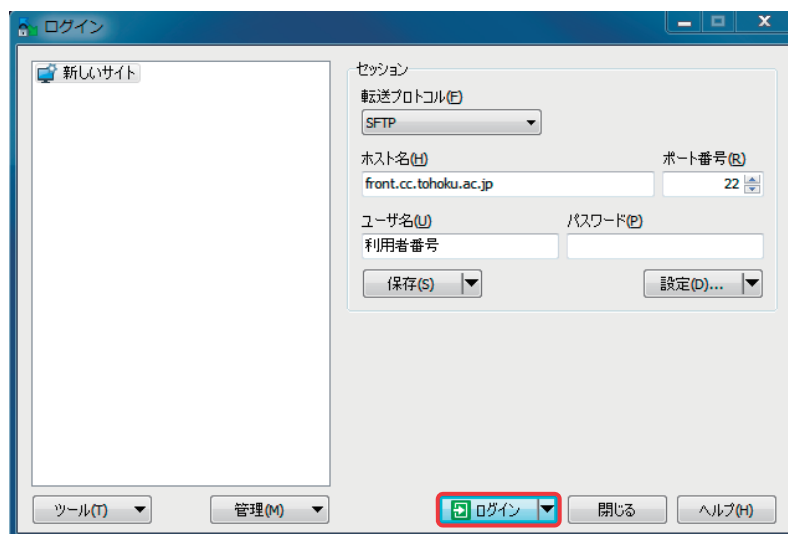 ログイン
新しいサイト
セッション
転送プロトコル(F)
SFTP
ホスト名(H) ポート番号(R)
front.cc.tohoku.ac.jp 22
ユーザ名(U) パスワード(P)
利用者番号
保存(S) 設定(D)...
ツール(T) 管理(M) ログイン 閉じる ヘルプ(H)